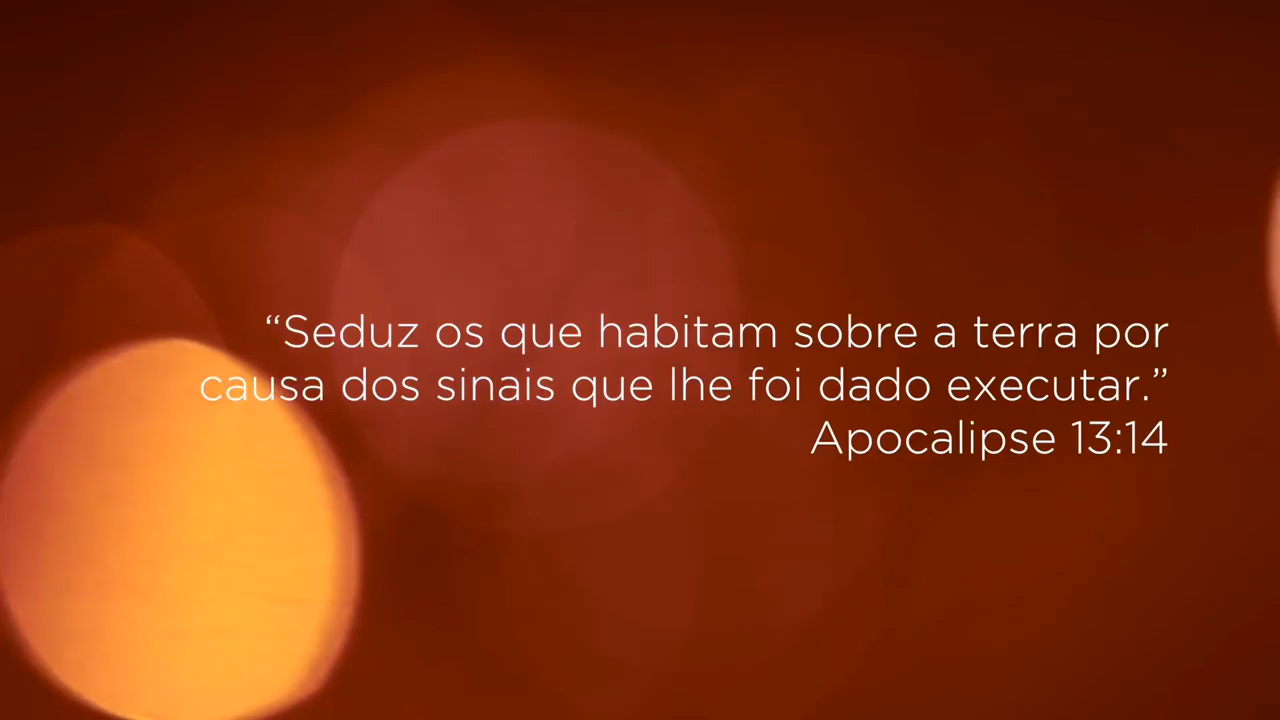 “Seduz os que habitam sobre a terra por
causa dos sinais que lhe foi dado executar.”
Apocalipse 13:14